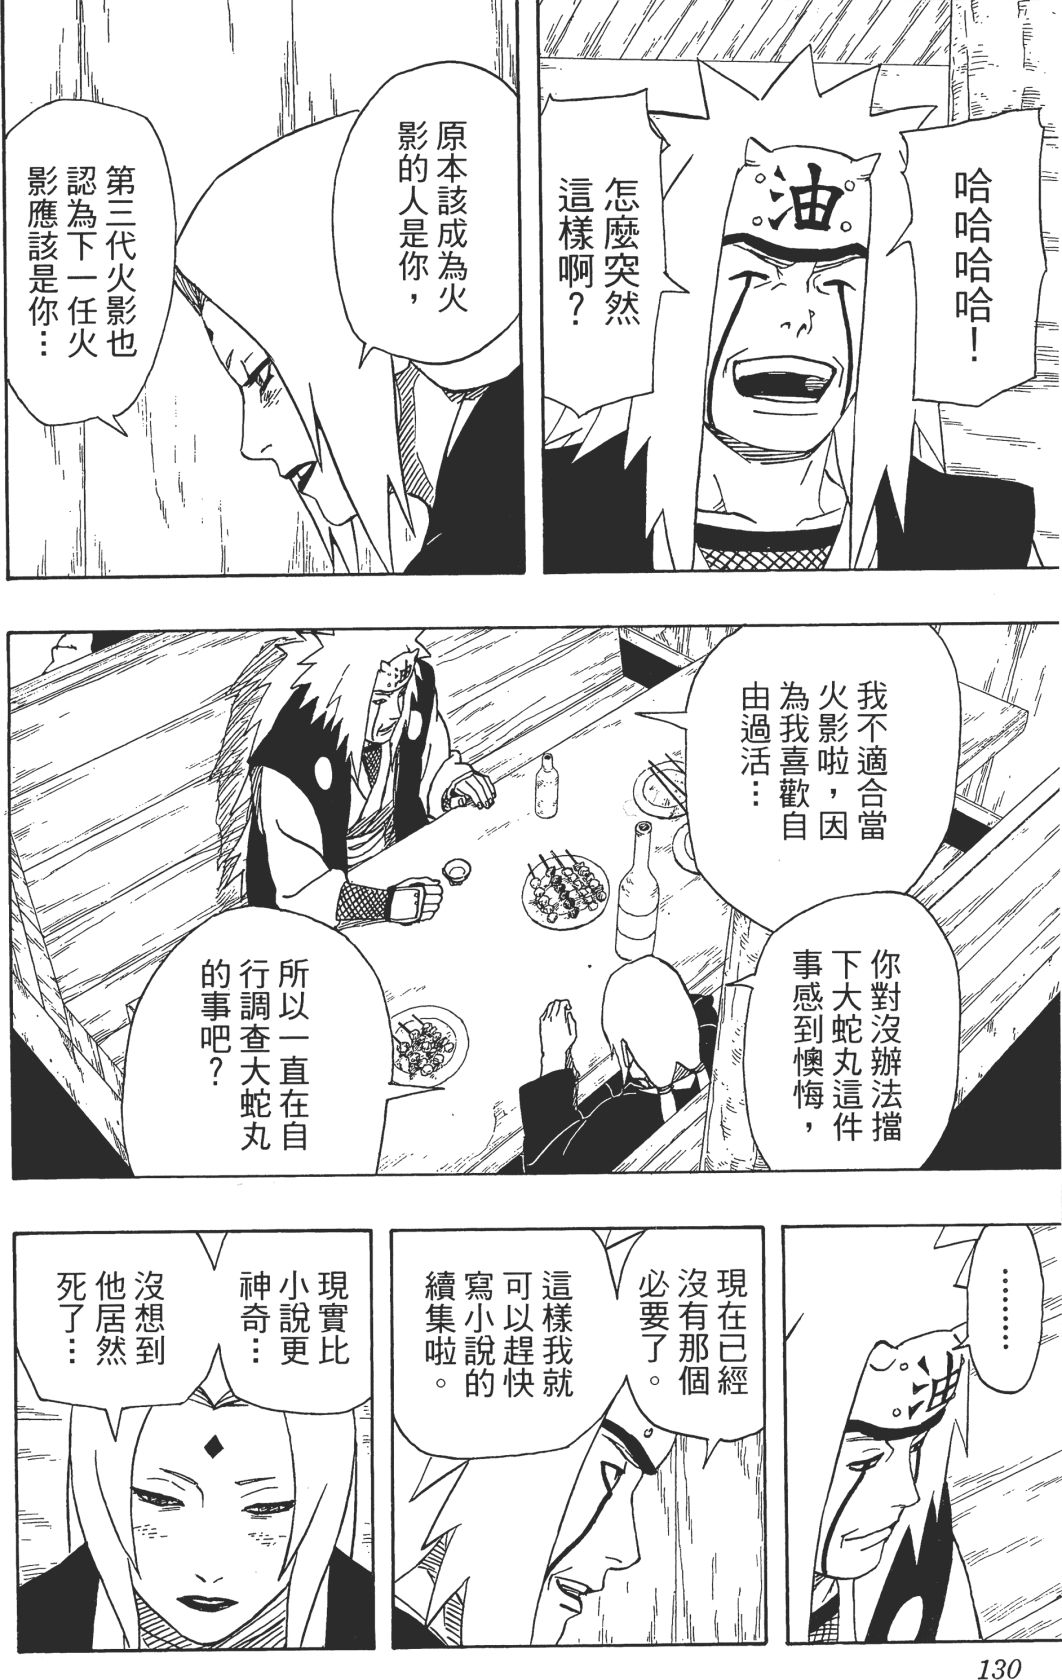 哈哈哈哈！
油
怎麼突然
這樣啊？
原本該成為火
影的人是你，
第三代火影也
認為下一任火
影應該是你…
我不適合當
火影啦，因
為我喜歡自
由過活…
油
你對沒辦法擋
下大蛇丸這件
事感到懊悔，
所以一直在自
行調查大蛇丸
的事吧？
………
油
現在已經
沒有那個
必要了。
這樣我就
可以趕快
寫小說的
續集啦。
現實比
小說更
神奇…
沒想到
他居然
死了…
130